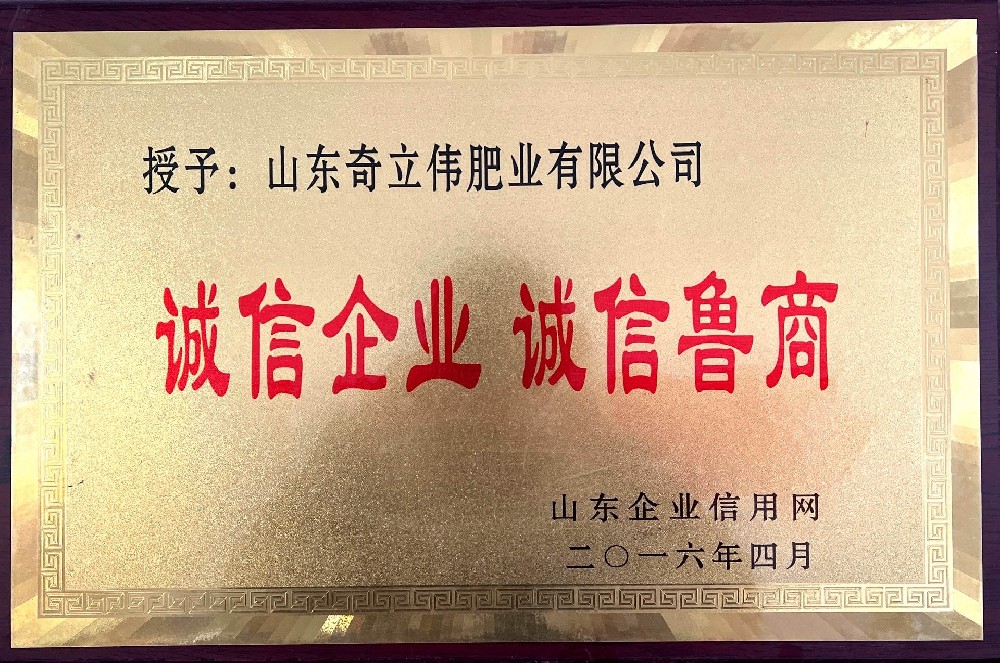 授予：山东奇立伟肥业有限公司
诚信企业 诚信鲁商
山东企业信用网
二〇一六年四月